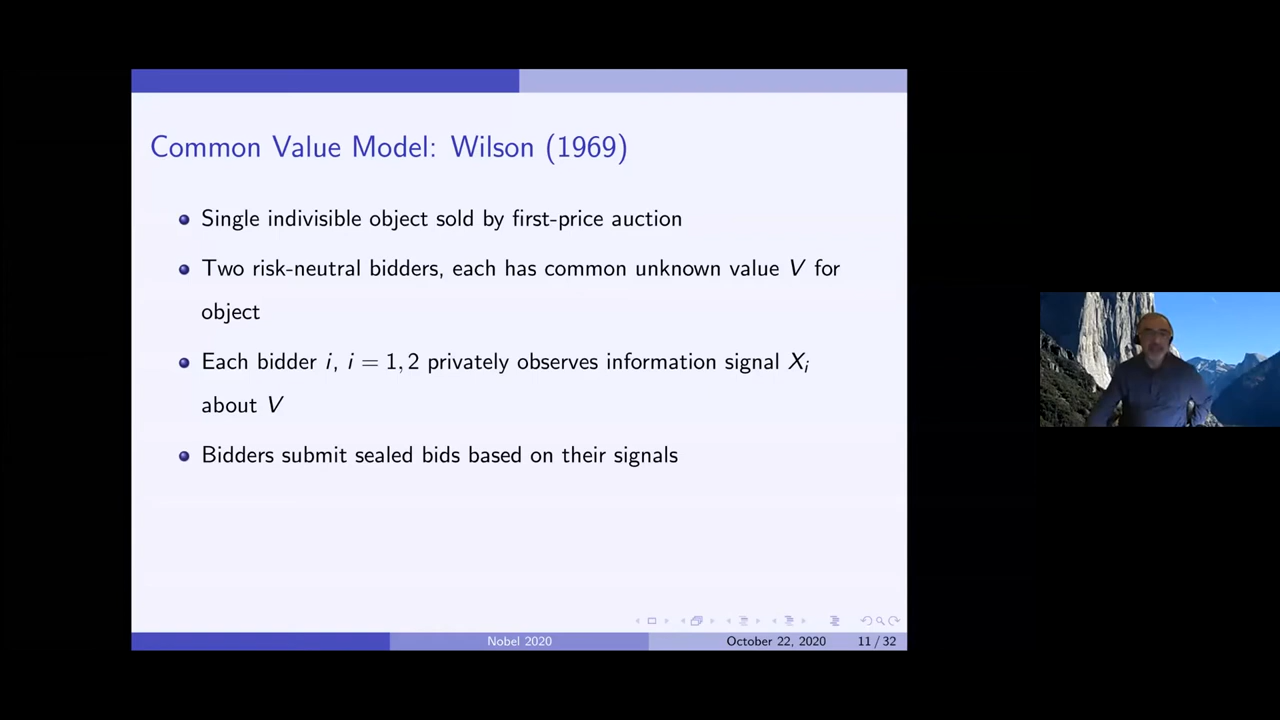 Common Value Model: Wilson (1969)
Single indivisible object sold by first-price auction
Two risk-neutral bidders, each has common unknown value V for
object
Each bidder i, i = 1, 2 privately observes information signal Xᵢ
about V
Bidders submit sealed bids based on their signals
Nobel 2020
October 22, 2020
11 / 32